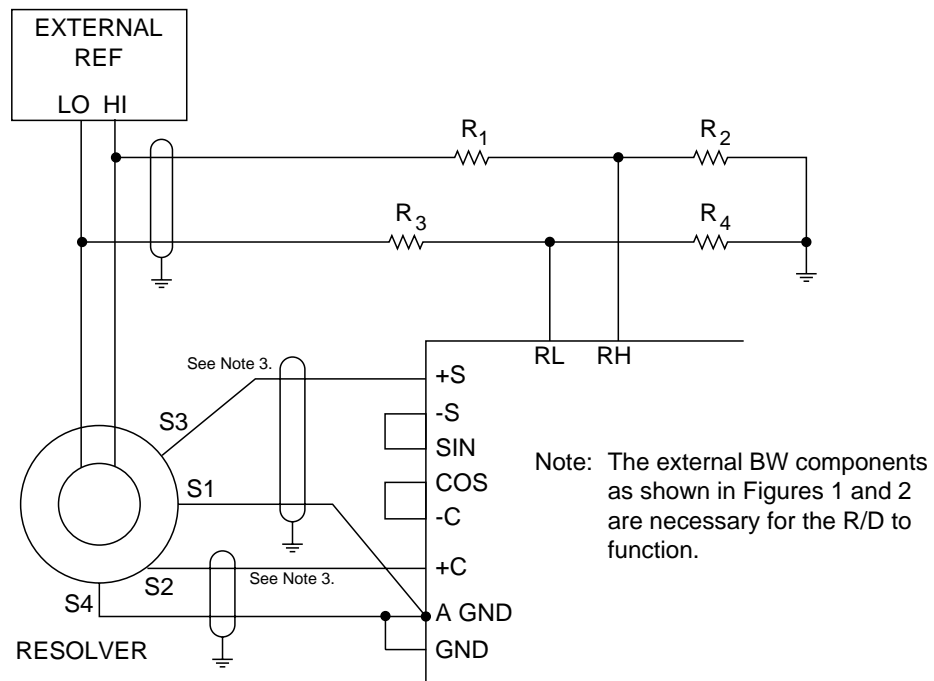 EXTERNAL
REF
LO HI
R1
R2
R3
R4
RL RH
See Note 3.
+S
-S
SIN
COS
-C
+C
A GND
GND
S3
S1
S2
S4
See Note 3.
RESOLVER
Note: The external BW components
as shown in Figures 1 and 2
are necessary for the R/D to
function.